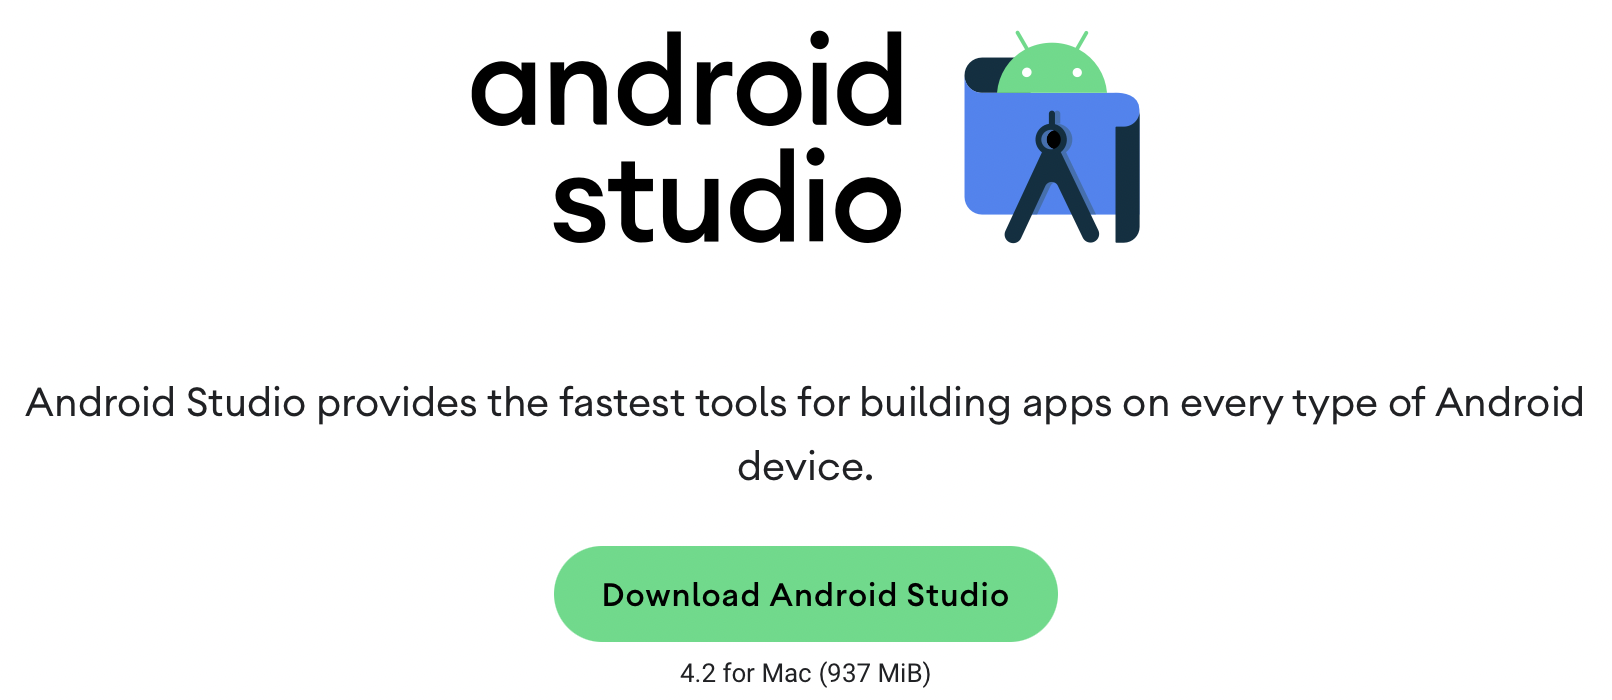 android
studio
Android Studio provides the fastest tools for building apps on every type of Android
device.
Download Android Studio
4.2 for Mac (937 MiB)